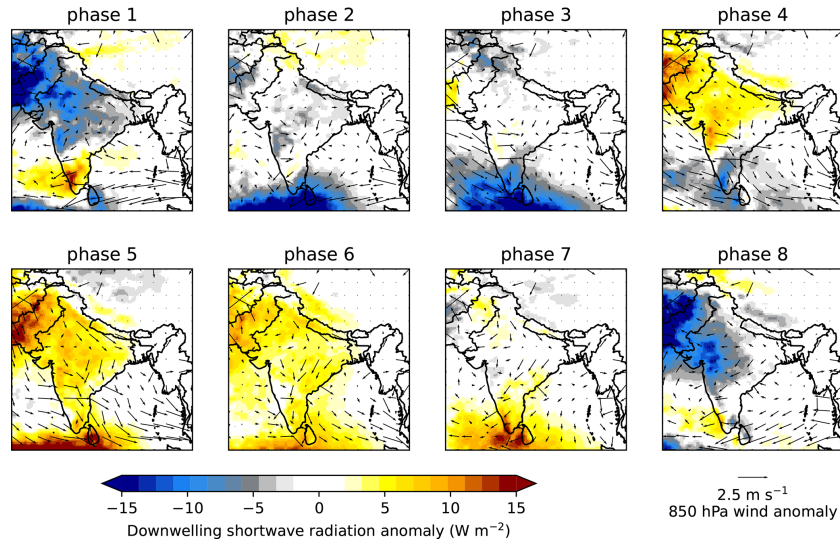 phase 1
phase 2
phase 3
phase 4
phase 5
phase 6
phase 7
phase 8
−15 −10 −5 0 5 10 15
Downwelling shortwave radiation anomaly (W m⁻²)
2.5 m s⁻¹
850 hPa wind anomaly